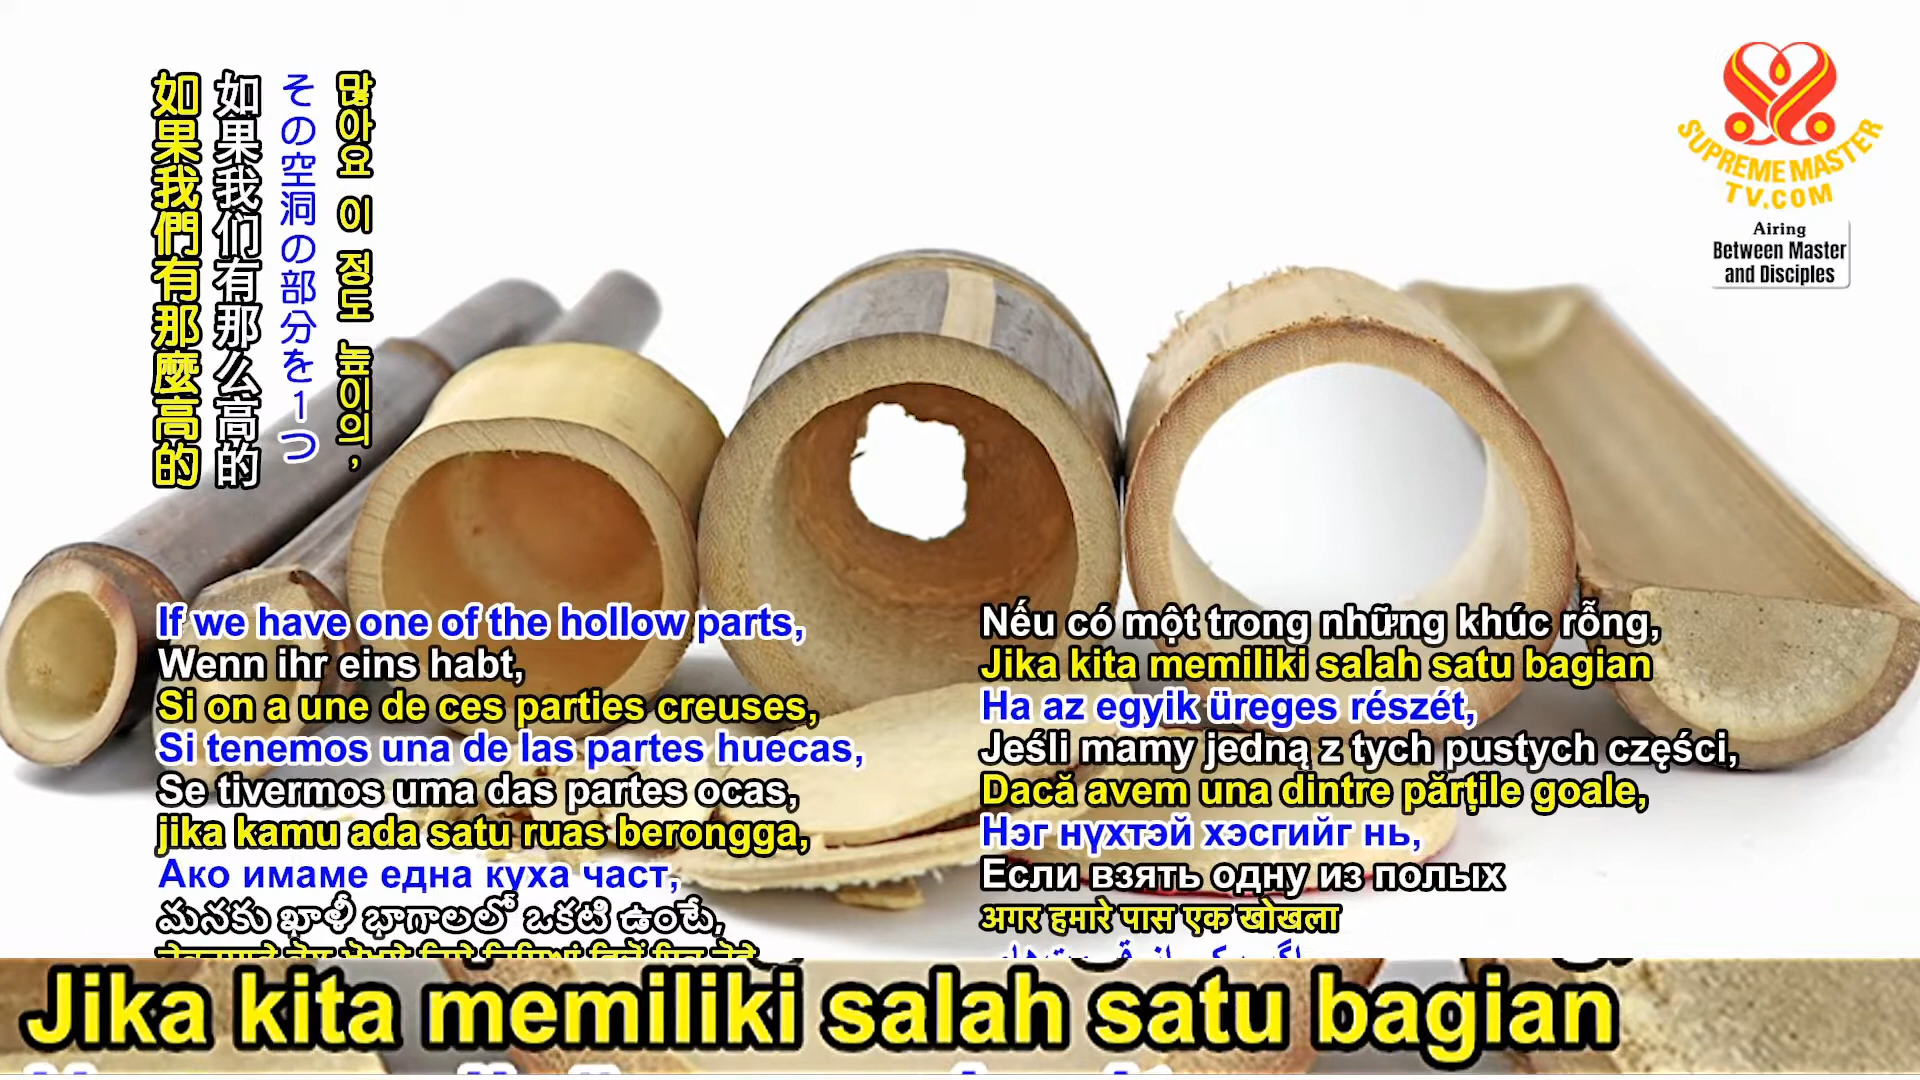 如果我們有那麼高的
如果我们有那么高的
その空洞の部分を1つ
많아요 이 정도 높이의,
SUPREME MASTER
TV.COM
Airing
Between Master
and Disciples
If we have one of the hollow parts,
Wenn ihr eins habt,
Si on a une de ces parties creuses,
Si tenemos una de las partes huecas,
Se tivermos uma das partes ocas,
jika kamu ada satu ruas berongga,
Ако имаме една куха част,
మనకు ఖాళీ భాగాలలో ఒకటి ఉంటే,
Nếu có một trong những khúc rỗng,
Jika kita memiliki salah satu bagian
Ha az egyik üreges részét,
Jeśli mamy jedną z tych pustych części,
Dacă avem una dintre părțile goale,
Нэг нүхтэй хэсгийг нь,
Если взять одну из полых
अगर हमारे पास एक खोखला
Jika kita memiliki salah satu bagian